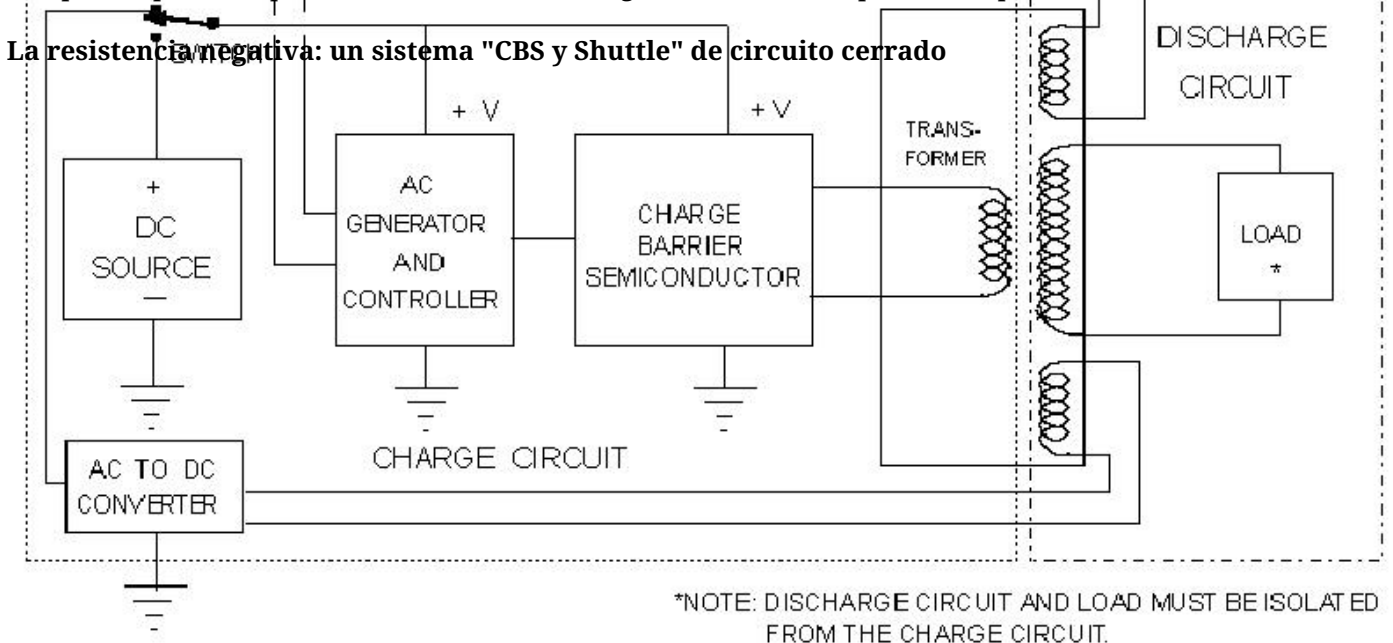 La resistencia negativa: un sistema "CBS y Shuttle" de circuito cerrado
SWITCH
DISCHARGE
CIRCUIT
+ V
+ V
TRANS-
FORMER
+
DC
SOURCE
—
AC
GENERATOR
AND
CONTROLLER
CHARGE
BARRIER
SEMICONDUCTOR
LOAD
*
CHARGE CIRCUIT
AC TO DC
CONVERTER
*NOTE: DISCHARGE CIRCUIT AND LOAD MUST BE ISOLATED
FROM THE CHARGE CIRCUIT.